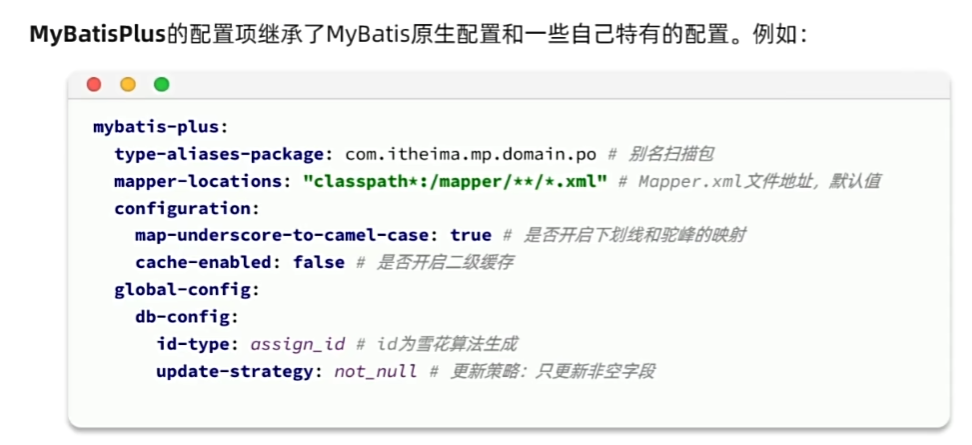 MyBatisPlus的配置项继承了MyBatis原生配置和一些自己特有的配置。例如：
mybatis-plus:
  type-aliases-package: com.itheima.mp.domain.po # 别名扫描包
  mapper-locations: "classpath*:/mapper/**/*.xml" # Mapper.xml文件地址，默认值
  configuration:
    map-underscore-to-camel-case: true # 是否开启下划线和驼峰的映射
    cache-enabled: false # 是否开启二级缓存
  global-config:
    db-config:
      id-type: assign_id # id为雪花算法生成
      update-strategy: not_null # 更新策略：只更新非空字段